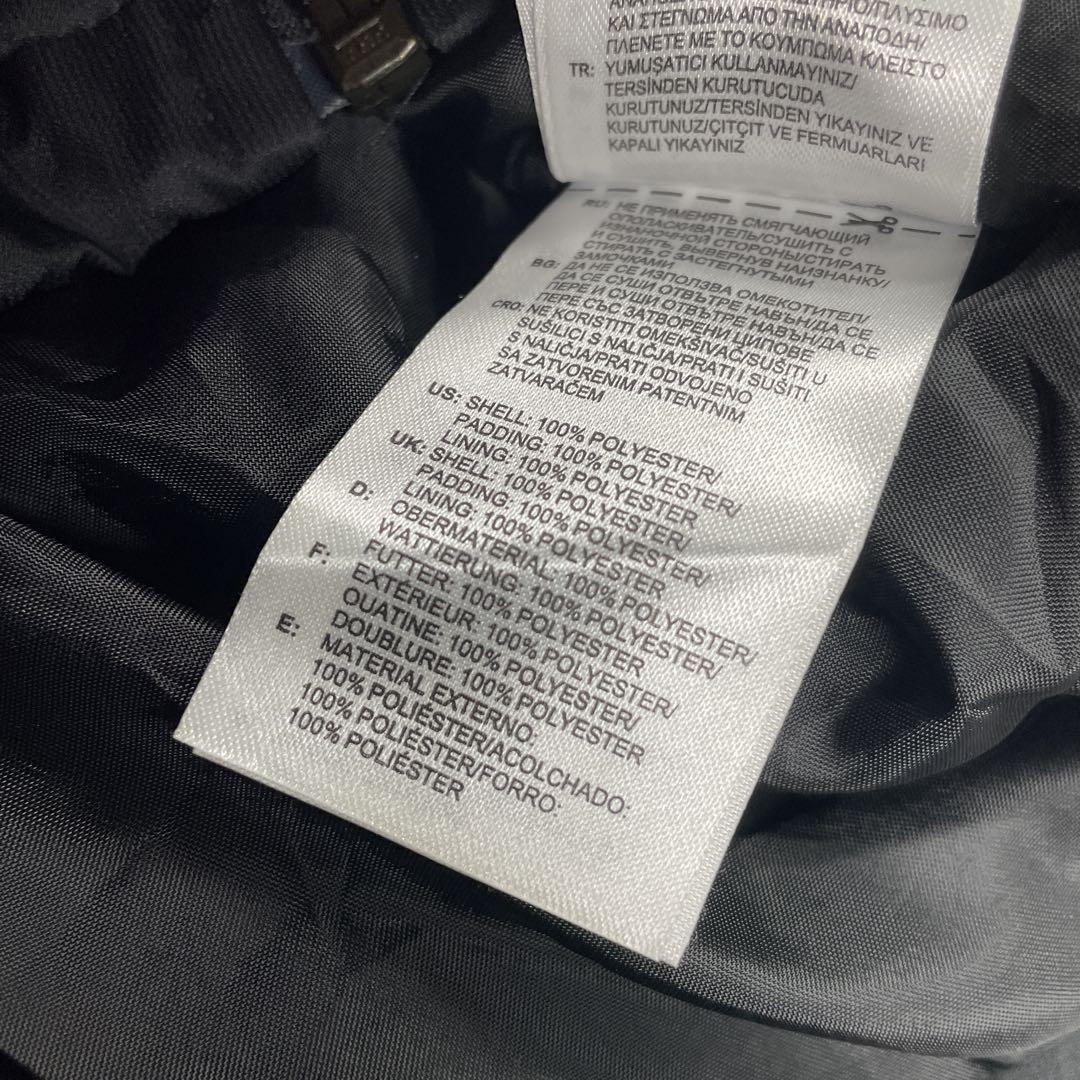 ΚΑΙ ΣΤΕΓΝΩΜΑ ΑΠΟ ΤΗΝ ΑΝΑΠΟΔΗ/
ΠΛΕΝΕΤΕ ΜΕ ΤΟ ΚΟΥΜΠΩΜΑ ΚΛΕΙΣΤΟ
TR: YUMUŞATICI KULLANMAYINIZ/
TERSİNDEN KURUTUCUDA
KURUTUNUZ/TERSİNDEN YIKAYINIZ VE
KURUTUNUZ/ÇITÇIT VE FERMUARLARI
KAPALI YIKAYINIZ
RU: НЕ ПРИМЕНЯТЬ СМЯГЧАЮЩИЙ
ОПОЛАСКИВАТЕЛЬ/СУШИТЬ С
ИЗНАНОЧНОЙ СТОРОНЫ/СТИРАТЬ
И СУШИТЬ, ВЫВЕРНУВ НАИЗНАНКУ/
СТИРАТЬ С ЗАСТЕГНУТЫМИ
ЗАМОЧКАМИ
BG: ДА НЕ СЕ ИЗПОЛЗВА ОМЕКОТИТЕЛ/
ДА СЕ СУШИ ОТВЪТРЕ НАВЪН/ДА СЕ
ПЕРЕ И СУШИ ОТВЪТРЕ НАВЪН/ДА СЕ
ПЕРЕ СЪС ЗАТВОРЕНИ ЦИПОВЕ
CRO: NE KORISTITI OMEKŠIVAČ/SUŠITI U
SUŠILICI S NALIČJA/PRATI I SUŠITI
S NALIČJA/PRATI ODVOJENO
SA ZATVORENIM PATENTNIM
ZATVARAČEM
US: SHELL: 100% POLYESTER/
PADDING: 100% POLYESTER/
LINING: 100% POLYESTER
UK: SHELL: 100% POLYESTER/
PADDING: 100% POLYESTER/
LINING: 100% POLYESTER
D: OBERMATERIAL: 100% POLYESTER/
WATTIERUNG: 100% POLYESTER/
FUTTER: 100% POLYESTER
F: EXTÉRIEUR: 100% POLYESTER/
OUATINE: 100% POLYESTER/
DOUBLURE: 100% POLYESTER
E: MATERIAL EXTERNO:
100% POLIÉSTER/ACOLCHADO:
100% POLIÉSTER/FORRO:
100% POLIÉSTER